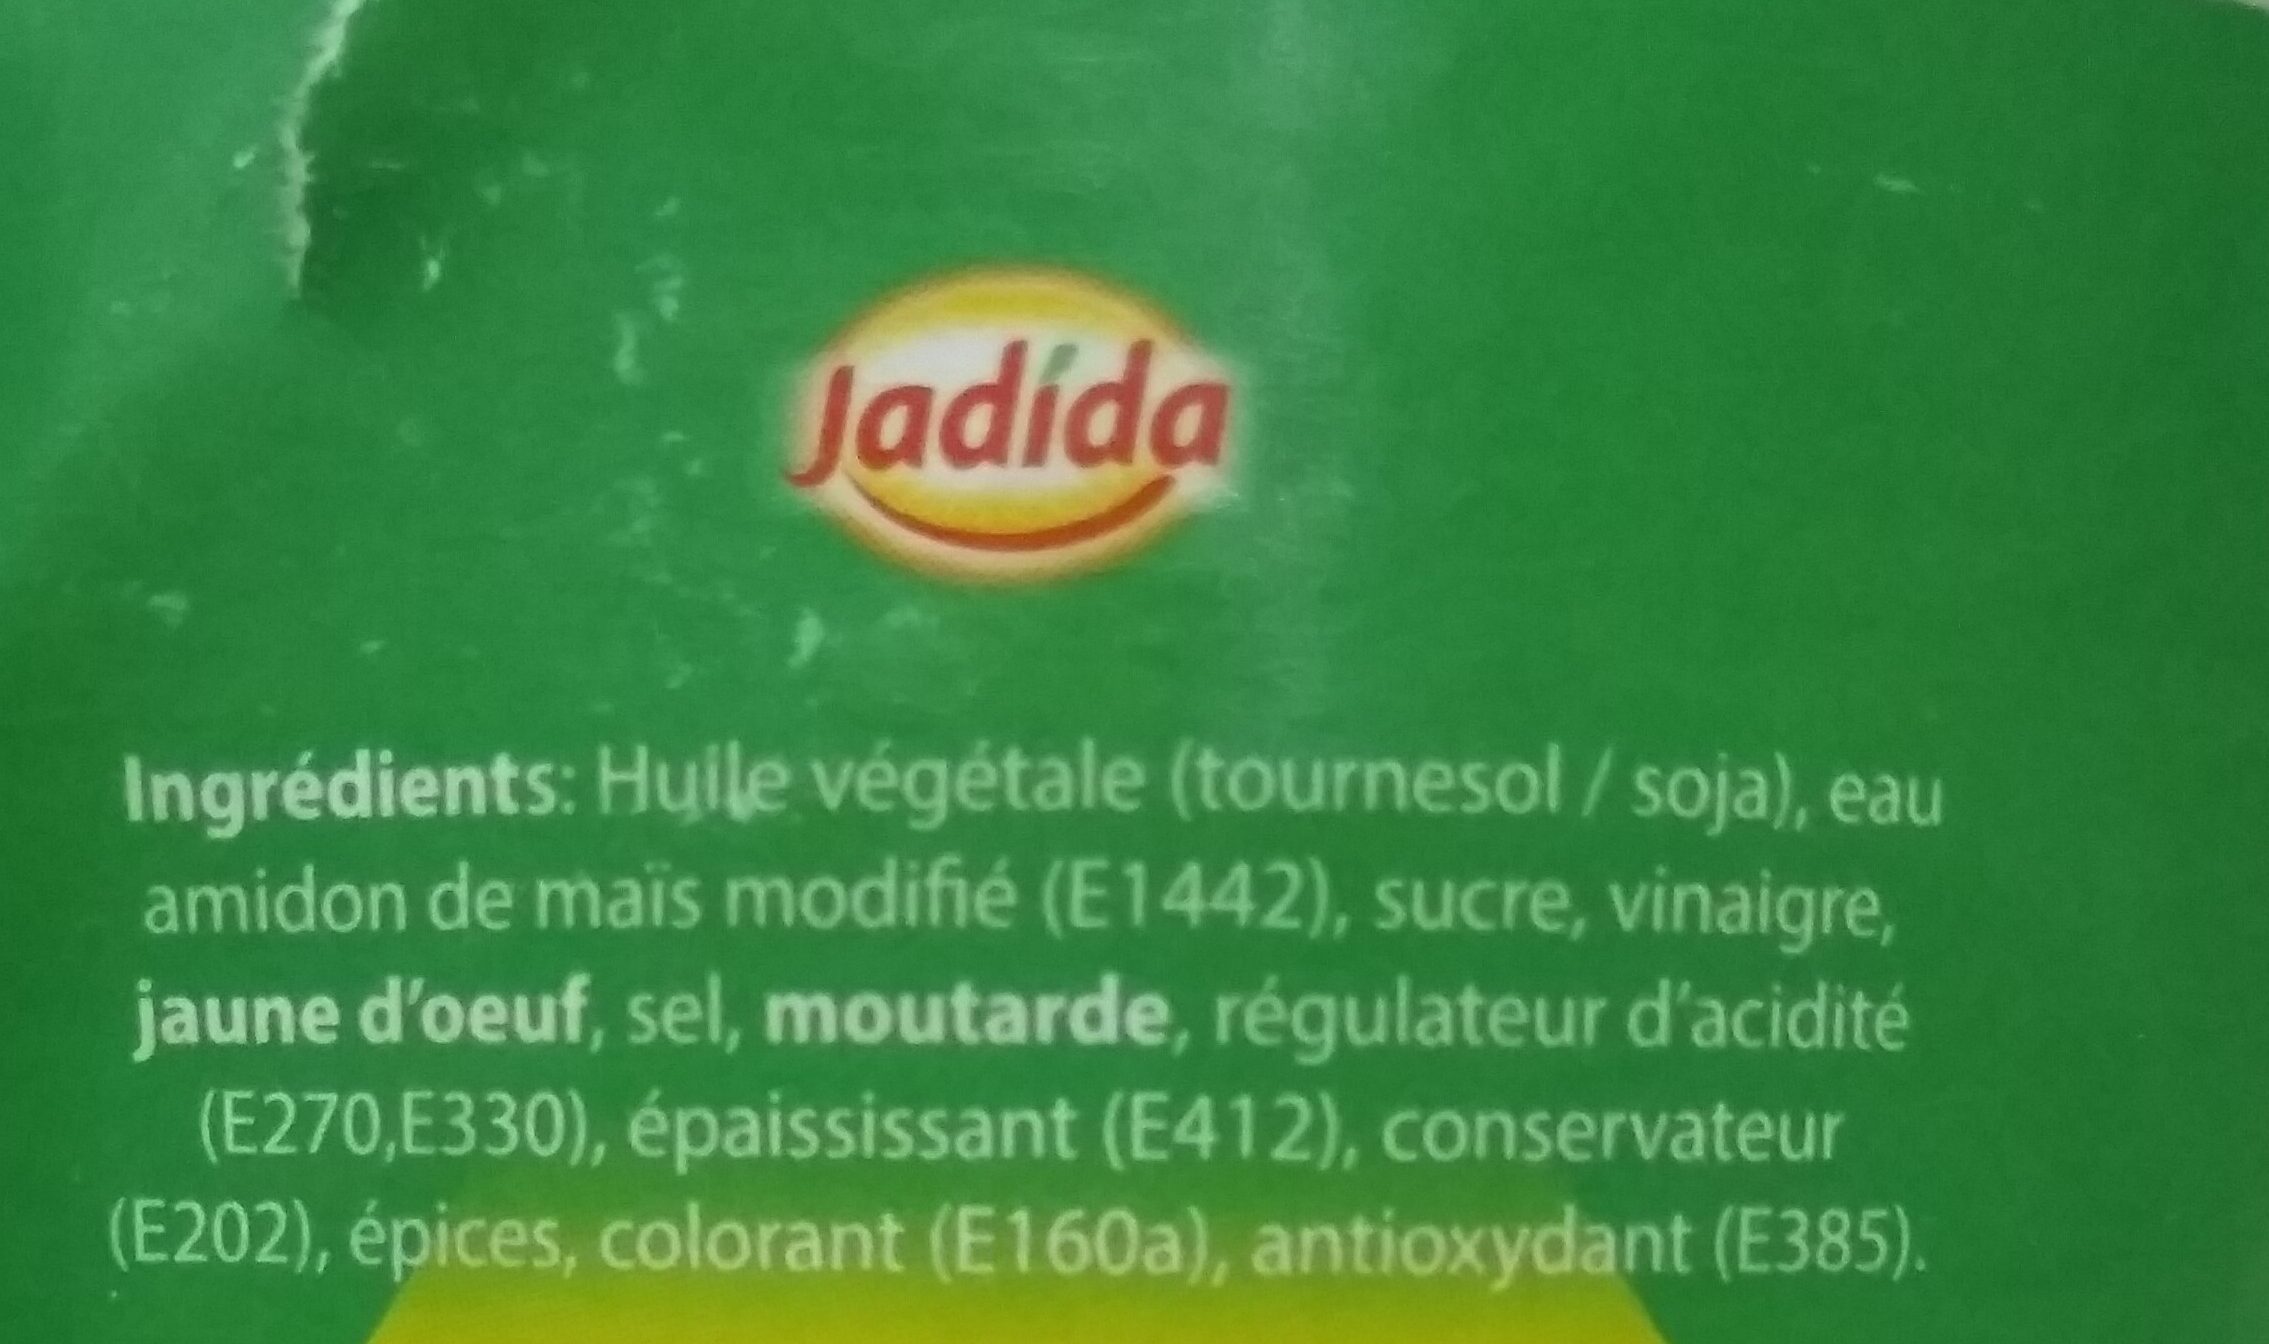 Jadida
Ingrédients: Huile végétale (tournesol / soja), eau
amidon de maïs modifié (E1442), sucre, vinaigre,
jaune d'oeuf, sel, moutarde, régulateur d'acidité
(E270,E330), épaississant (E412), conservateur
(E202), épices, colorant (E160a), antioxydant (E385).